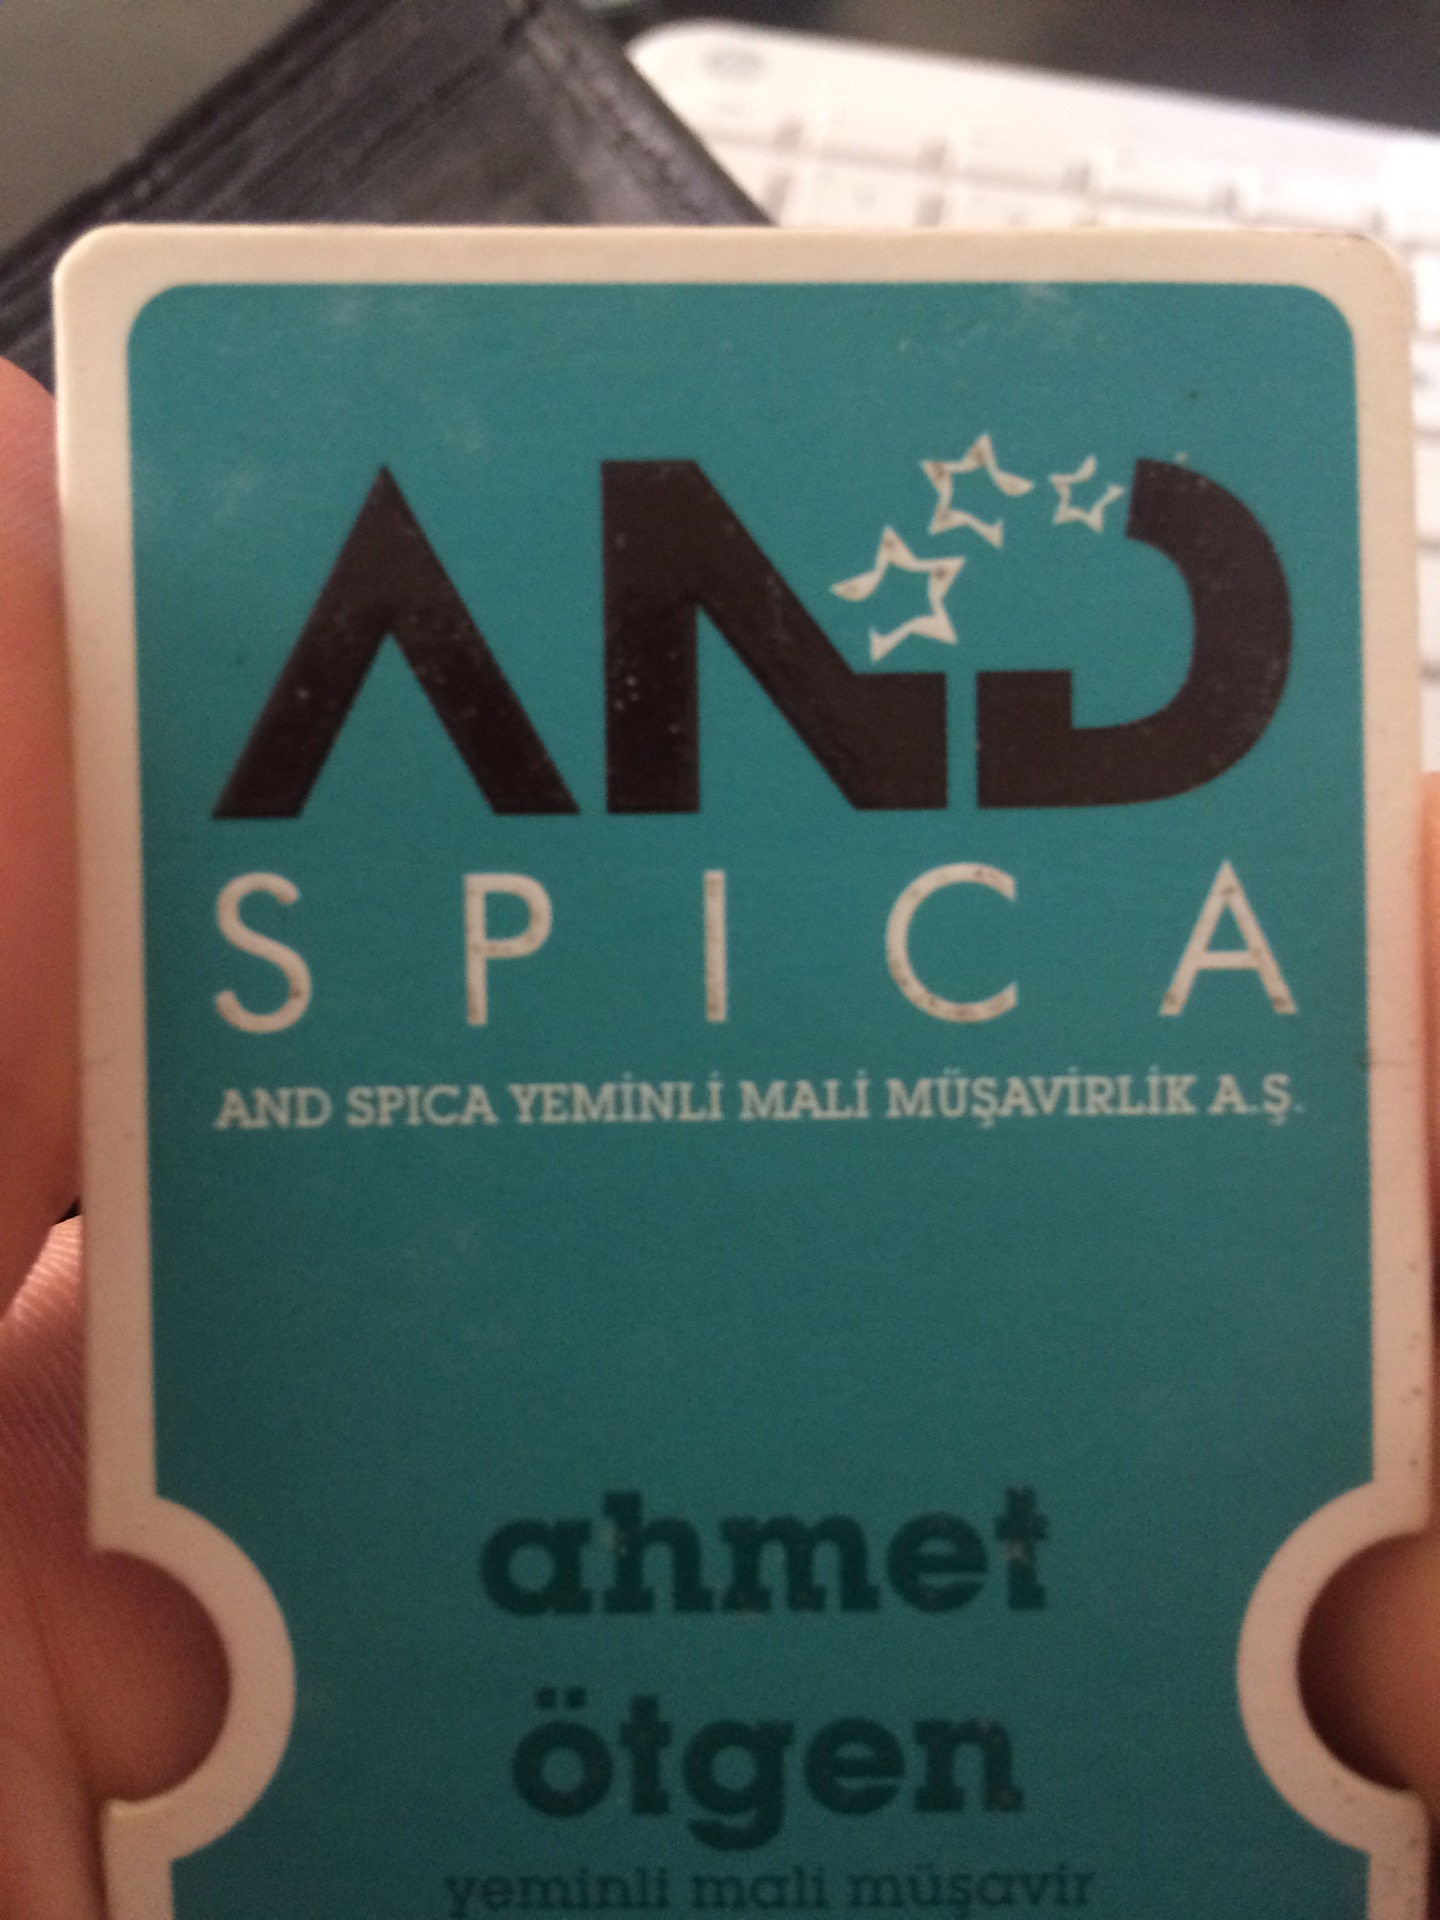 AND
SPICA
AND SPICA YEMİNLİ MALİ MÜŞAVİRLİK A.Ş.
ahmet
ötgen
yeminli mali müşavir